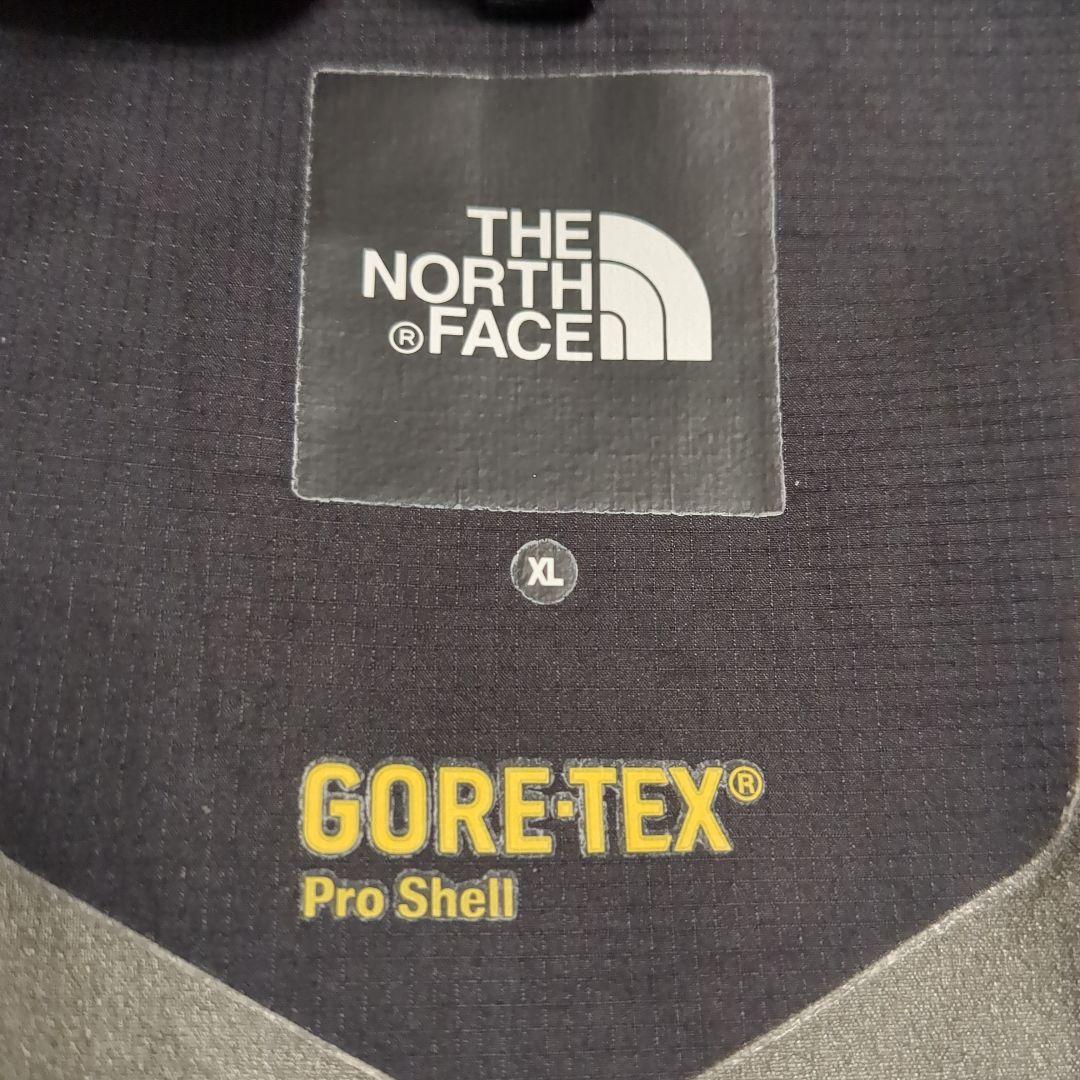 THE
NORTH
®FACE
XL
GORE-TEX®
Pro Shell